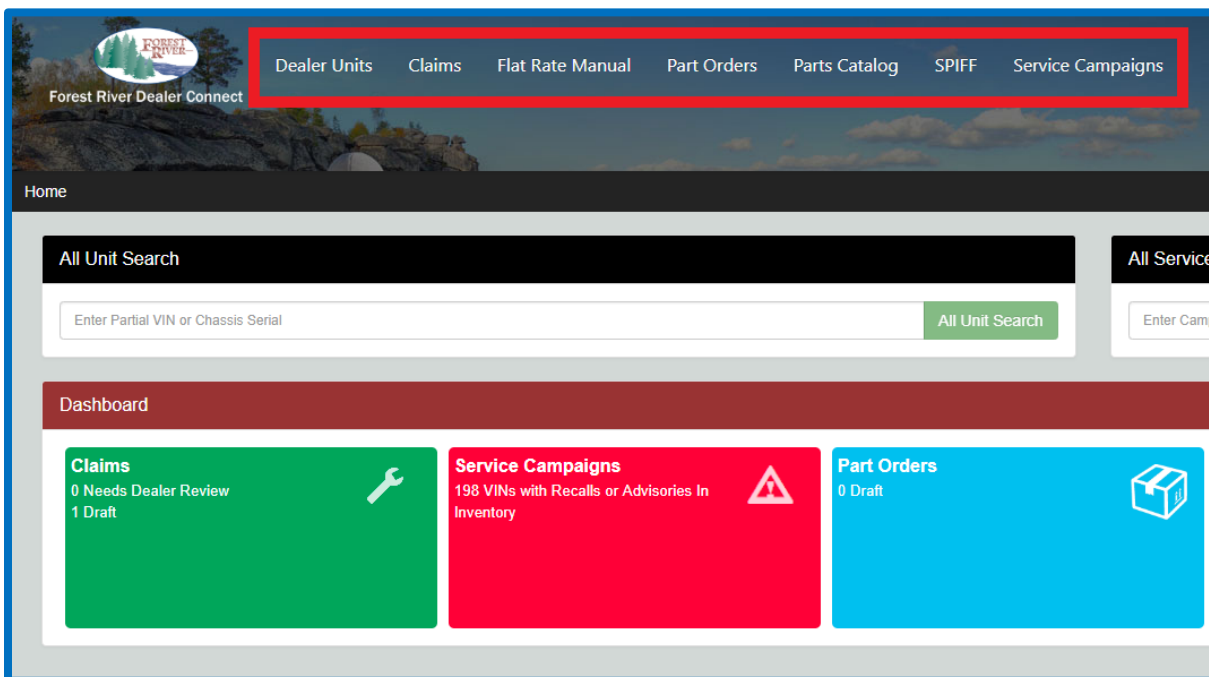 FOREST
RIVER
Forest River Dealer Connect
Dealer Units Claims Flat Rate Manual Part Orders Parts Catalog SPIFF Service Campaigns
Home
All Unit Search
Enter Partial VIN or Chassis Serial
All Unit Search
All Service
Enter Cam
Dashboard
Claims
0 Needs Dealer Review
1 Draft
Service Campaigns
198 VINs with Recalls or Advisories In
Inventory
Part Orders
0 Draft